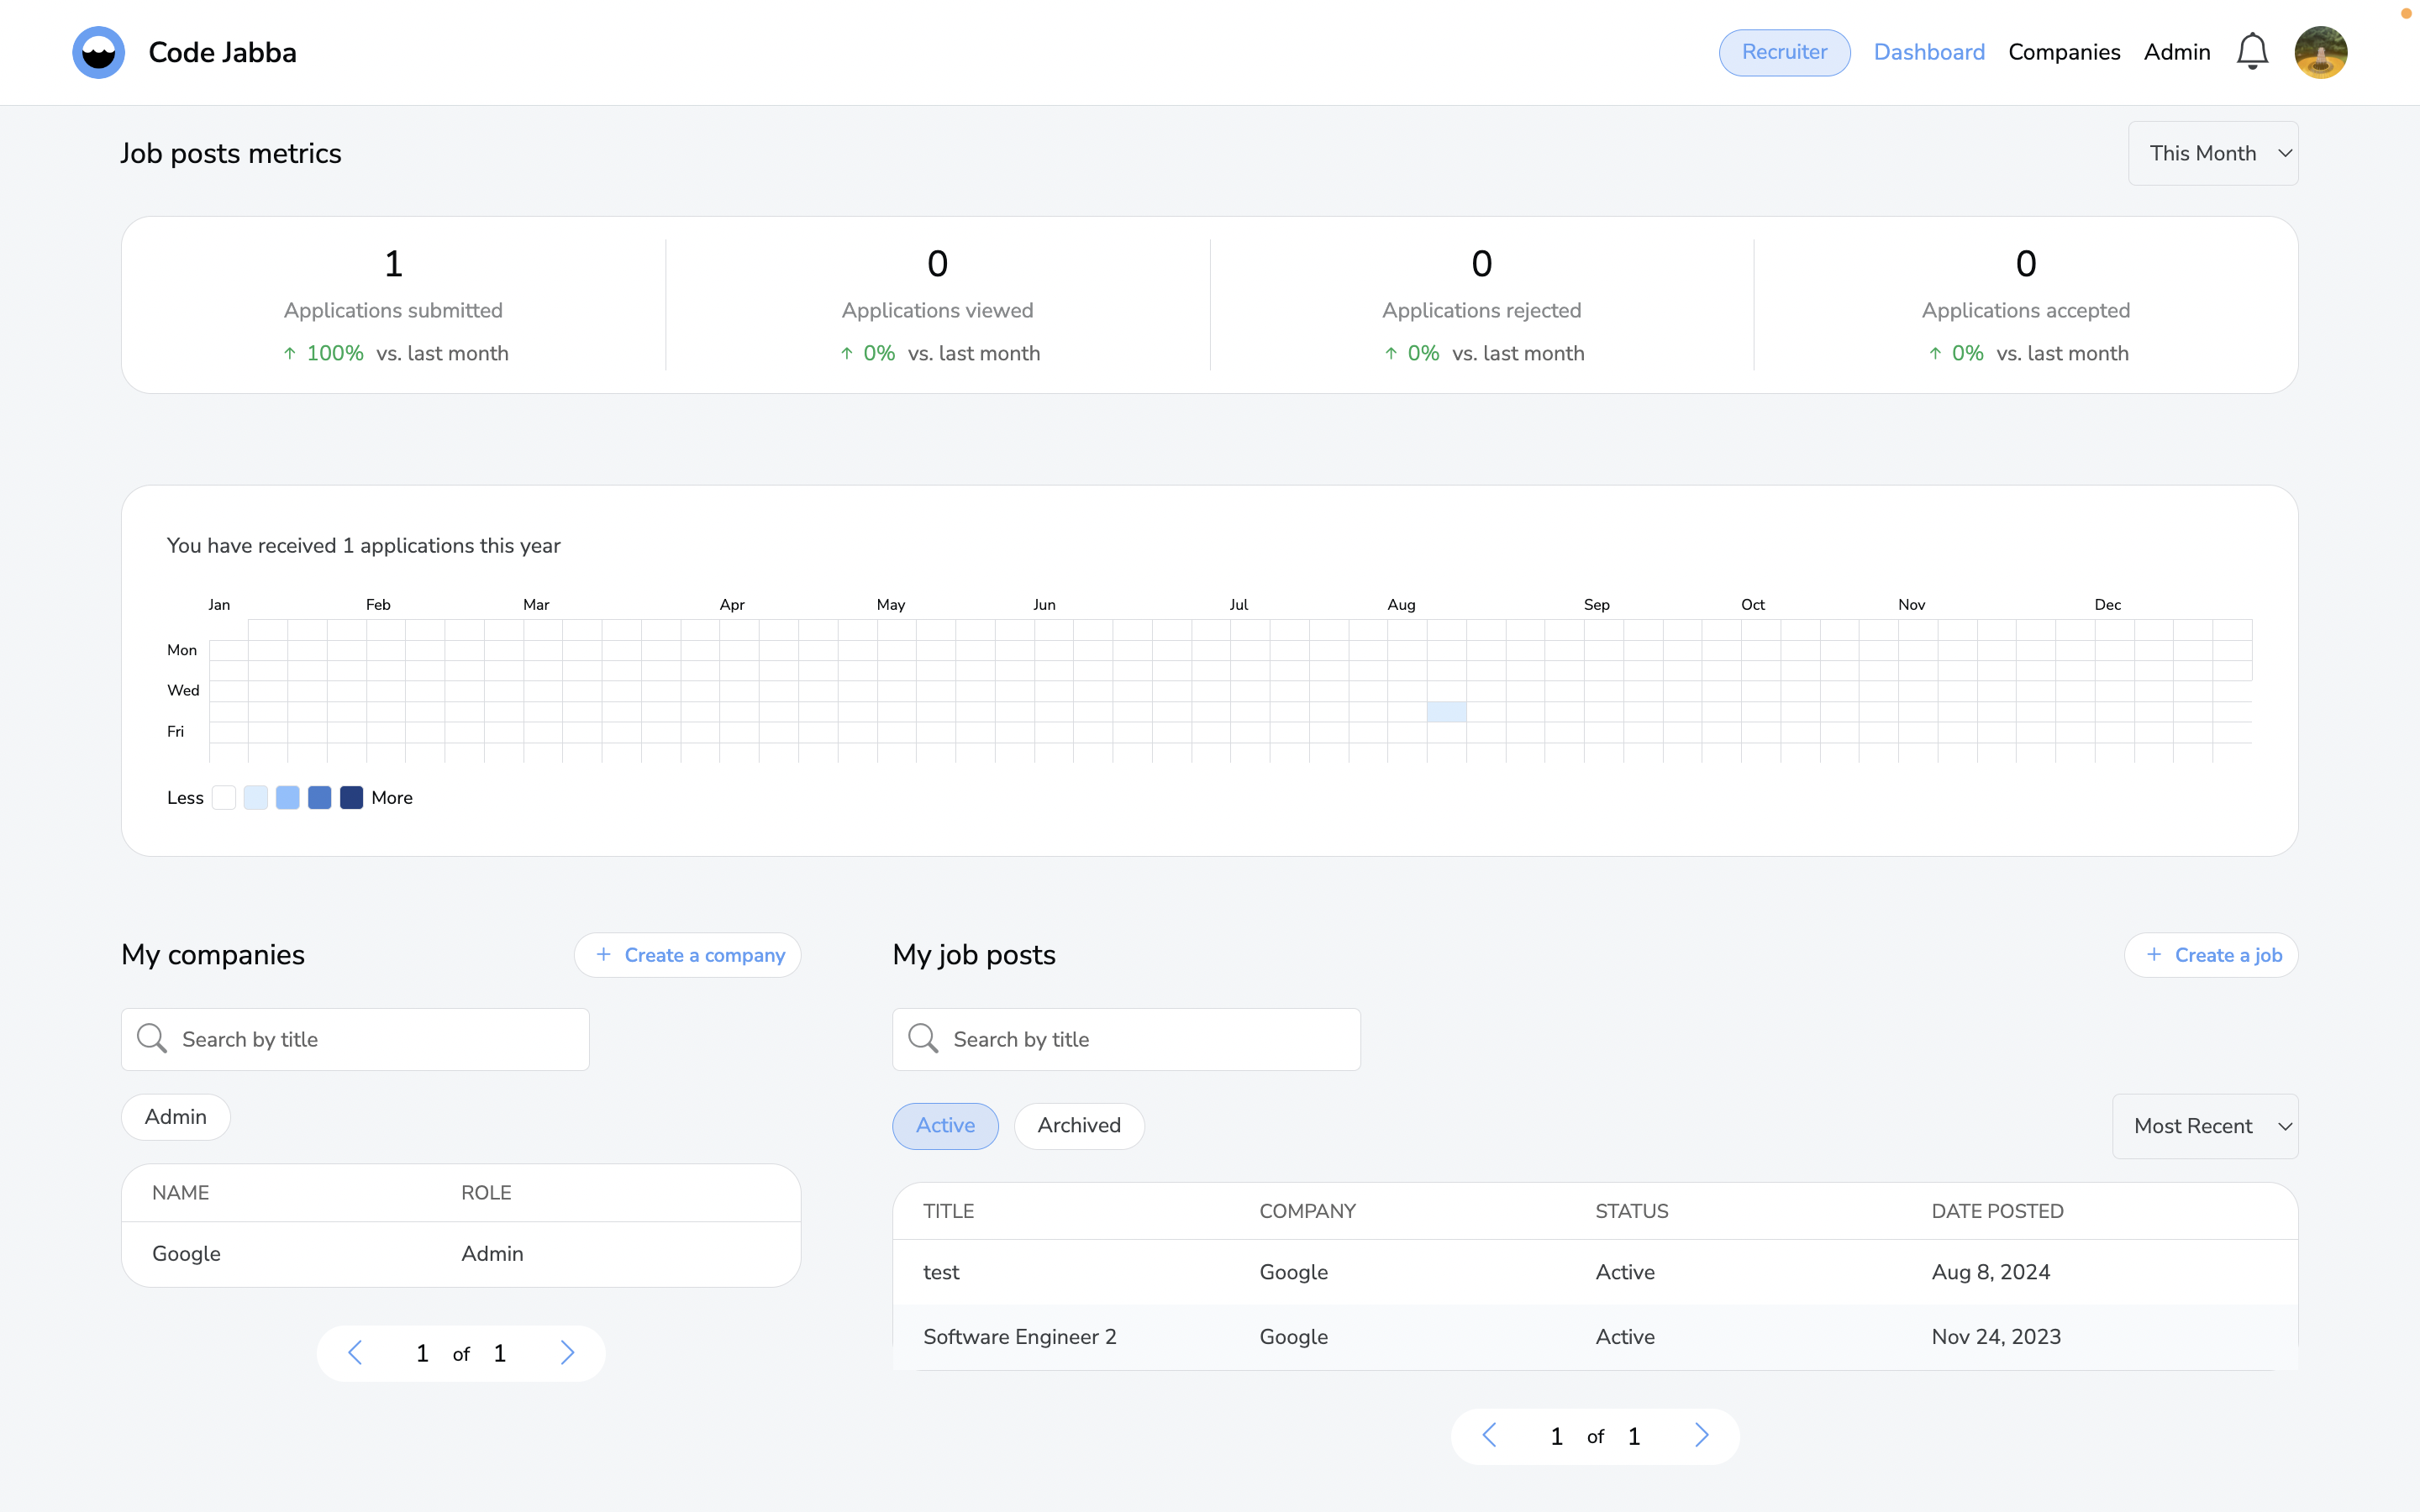 Code Jabba
Recruiter Dashboard Companies Admin
Job posts metrics
This Month
1 0 0 0
Applications submitted Applications viewed Applications rejected Applications accepted
↑ 100% vs. last month ↑ 0% vs. last month ↑ 0% vs. last month ↑ 0% vs. last month
You have received 1 applications this year
Jan Feb Mar Apr May Jun Jul Aug Sep Oct Nov Dec
Mon
Wed
Fri
Less More
My companies
+ Create a company
Search by title
Admin
NAME ROLE
Google Admin
1 of 1
My job posts
+ Create a job
Search by title
Active Archived
Most Recent
TITLE COMPANY STATUS DATE POSTED
test Google Active Aug 8, 2024
Software Engineer 2 Google Active Nov 24, 2023
1 of 1